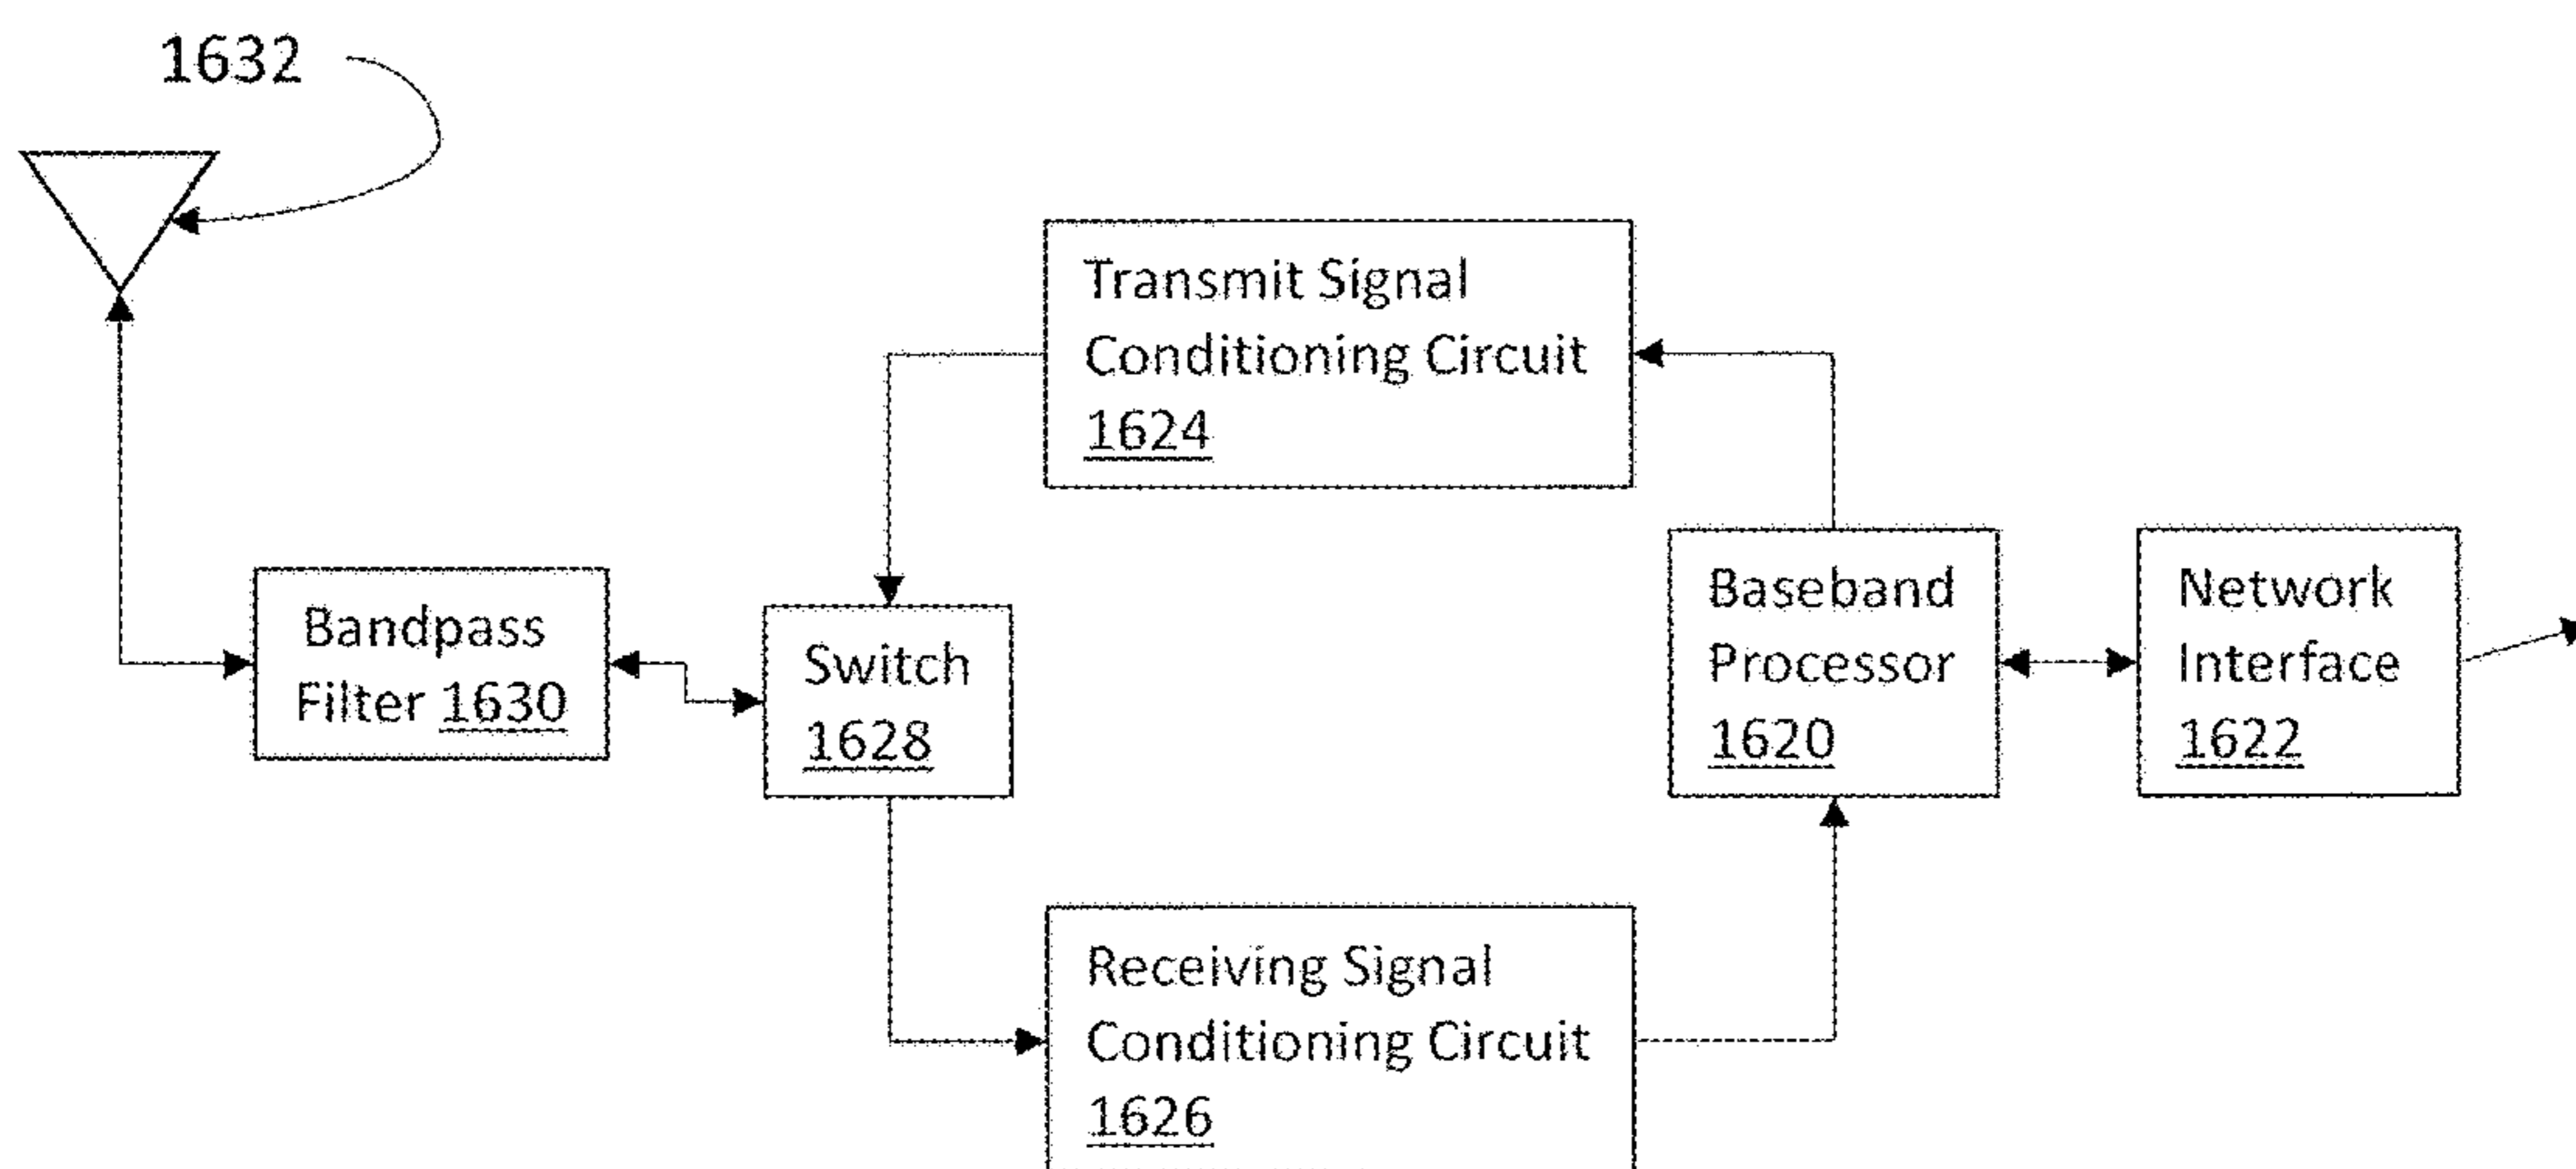 1632
Transmit Signal
Conditioning Circuit
1624
Bandpass
Filter 1630
Switch
1628
Baseband
Processor
1620
Network
Interface
1622
Receiving Signal
Conditioning Circuit
1626